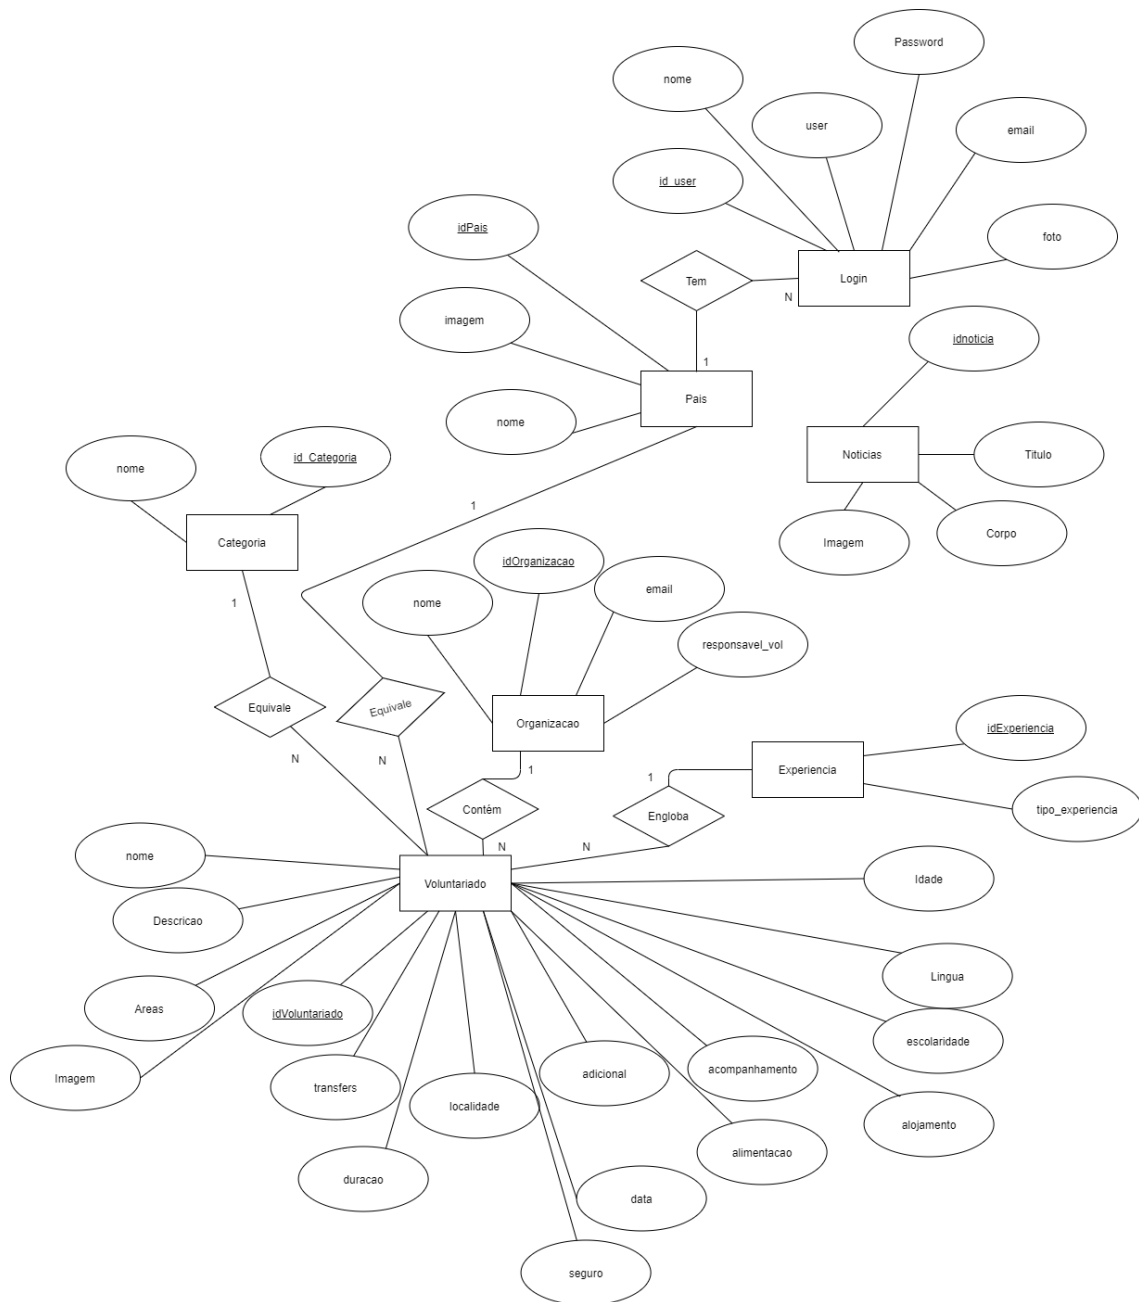 Password
nome
user
email
id_user
idPais
foto
Tem
Login
N
imagem
idnoticia
1
Pais
nome
nome
id_Categoria
Noticias
Titulo
1
Categoria
Imagem
Corpo
idOrganizacao
nome
email
1
responsavel_vol
Equivale
Equivale
Organizacao
idExperiencia
N
N
1
1
Experiencia
Contèm
Engloba
tipo_experiencia
N
N
nome
Voluntariado
Idade
Descricao
Lingua
Areas
idVoluntariado
escolaridade
Imagem
transfers
adicional
acompanhamento
localidade
alojamento
alimentacao
duracao
data
seguro